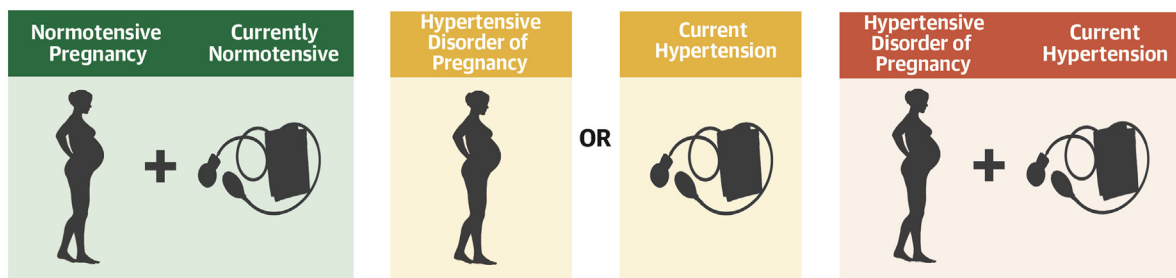 Normotensive
Pregnancy
+
Currently
Normotensive
Hypertensive
Disorder of
Pregnancy
OR
Current
Hypertension
Hypertensive
Disorder of
Pregnancy
+
Current
Hypertension